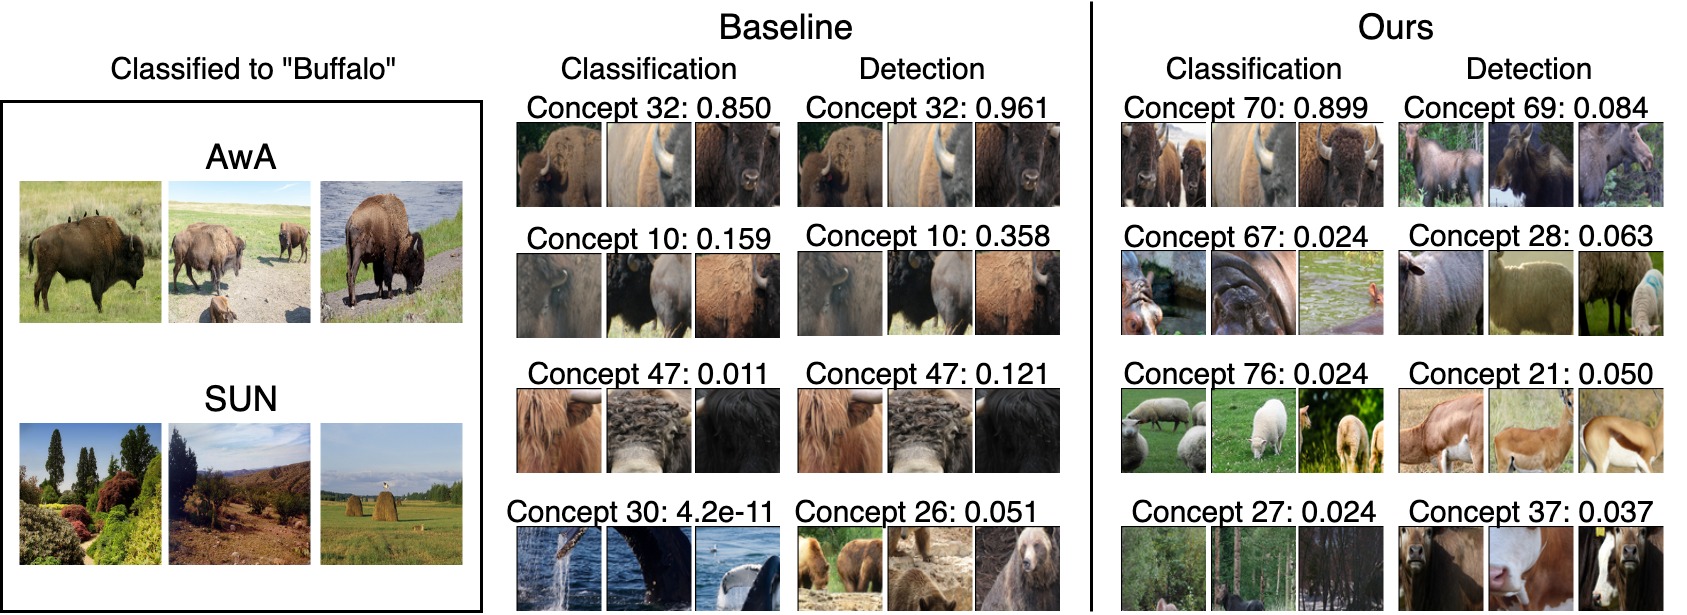 Baseline
Ours
Classified to "Buffalo"
Classification
Detection
Classification
Detection
Concept 32: 0.850
Concept 32: 0.961
Concept 70: 0.899
Concept 69: 0.084
AwA
Concept 10: 0.159
Concept 10: 0.358
Concept 67: 0.024
Concept 28: 0.063
Concept 47: 0.011
Concept 47: 0.121
Concept 76: 0.024
Concept 21: 0.050
SUN
Concept 30: 4.2e-11
Concept 26: 0.051
Concept 27: 0.024
Concept 37: 0.037